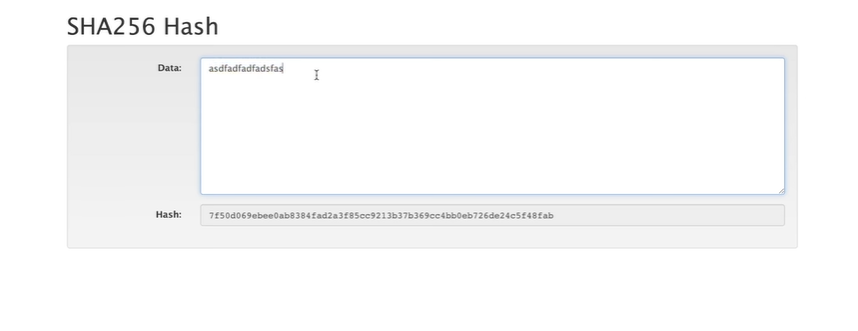 SHA256 Hash
Data:
asdfadfadfadsfas
Hash:
7f50d069ebee0ab8384fad2a3f85cc9213b37b369cc4bb0eb726de24c5f48fab